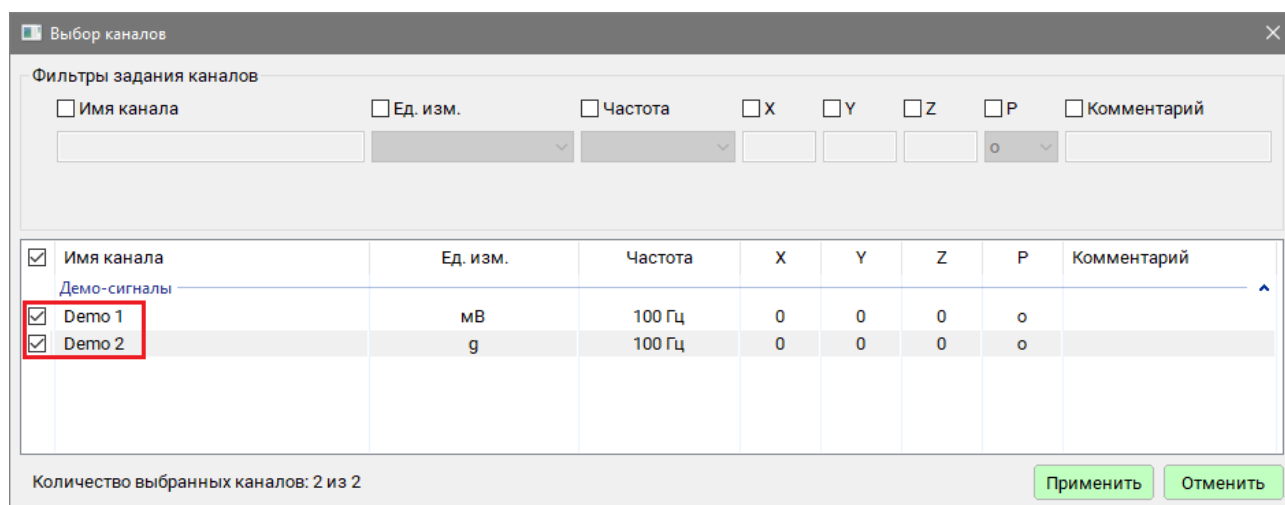 Выбор каналов
Фильтры задания каналов
Имя канала Ед. изм. Частота X Y Z P Комментарий
о
Имя канала Ед. изм. Частота X Y Z P Комментарий
Демо-сигналы
Demo 1 мВ 100 Гц 0 0 0 о
Demo 2 g 100 Гц 0 0 0 о
Количество выбранных каналов: 2 из 2 Применить Отменить